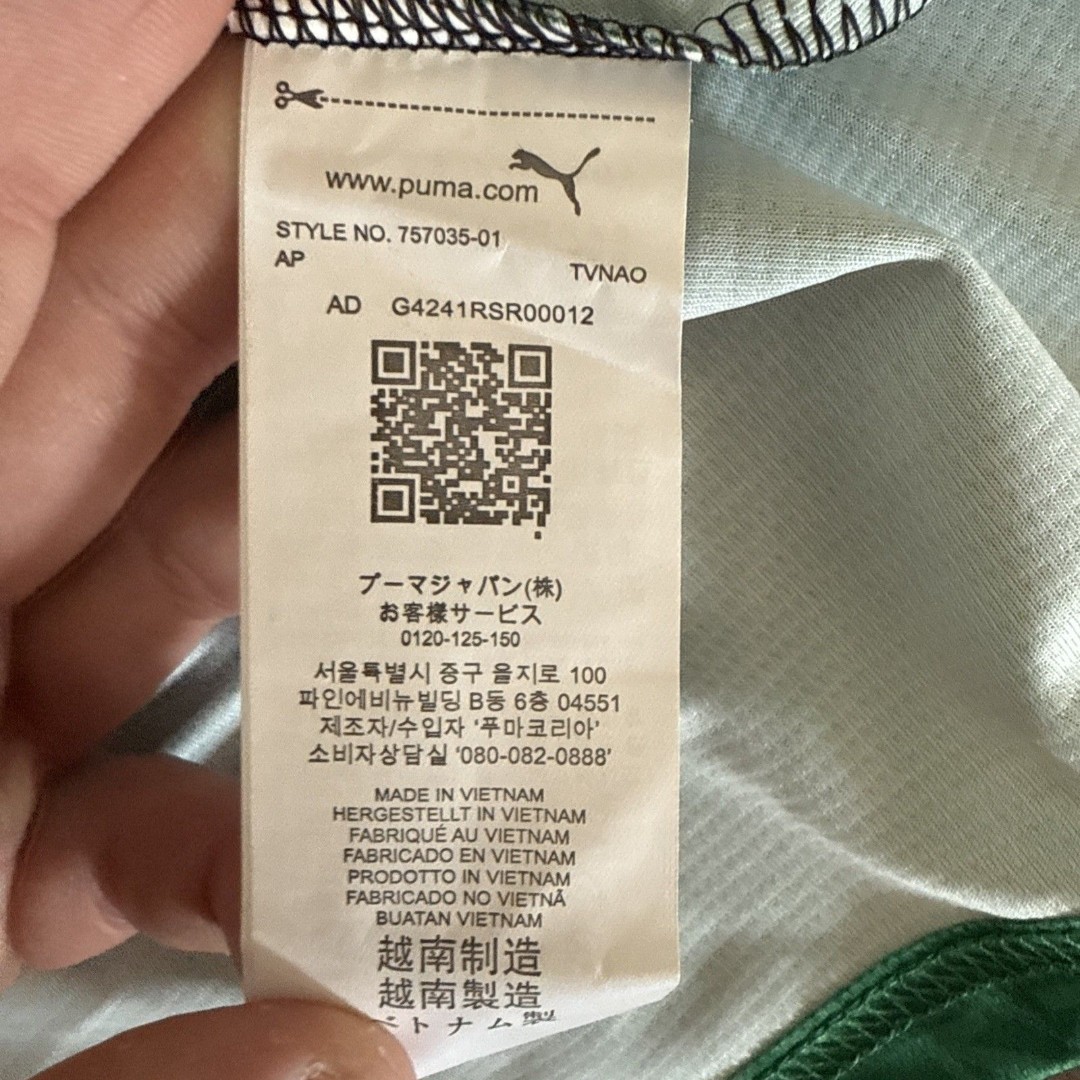 www.puma.com
STYLE NO. 757035-01
AP
TVNAO
AD G4241RSR00012
プーマジャパン(株)
お客様サービス
0120-125-150
서울특별시 중구 을지로 100
파인에비뉴빌딩 B동 6층 04551
제조자/수입자 '푸마코리아'
소비자상담실 '080-082-0888'
MADE IN VIETNAM
HERGESTELLT IN VIETNAM
FABRIQUÉ AU VIETNAM
FABRICADO EN VIETNAM
PRODOTTO IN VIETNAM
FABRICADO NO VIETNÃ
BUATAN VIETNAM
越南制造
越南製造
ベトナム製